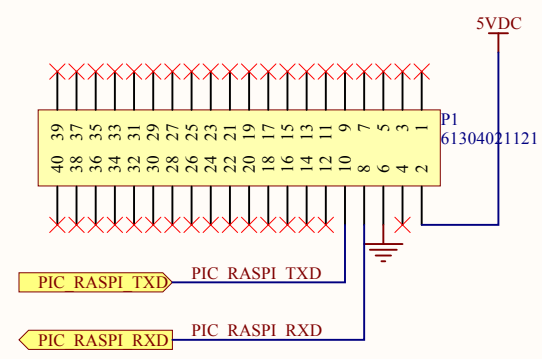 5VDC
P1
61304021121
39 37 35 33 31 29 27 25 23 21 19 17 15 13 11 9 7 5 3 1
40 38 36 34 32 30 28 26 24 22 20 18 16 14 12 10 8 6 4 2
PIC_RASPI_TXD PIC_RASPI_TXD
PIC_RASPI_RXD PIC_RASPI_RXD